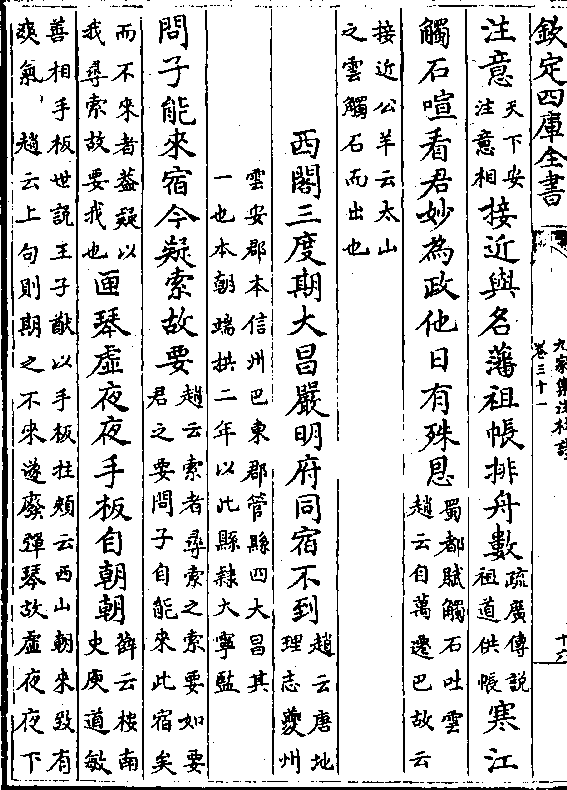 欽定四庫全書
九家集注杜詩
卷三十一
十六
注意天下安
注意相接近與名藩祖帳排舟數疏廣傳說
祖道供帳寒江
觸石喧看君妙為政他日有殊恩蜀都賦觸石吐雲
趙云自萬遷巴故云
接近公羊云太山
之雲觸石而出也
西閣三度期大昌嚴明府同宿不到趙云唐地
理志夔州
雲安郡本信州巴東郡管縣四大昌其
一也本朝端拱二年以此縣隸大寧監
問子能來宿今疑索故要趙云索者尋索之索要如要
君之要問子自能來此宿矣
而不來者蓋疑以
我尋索故要我也匣琴虛夜夜手板自朝朝薛云按南
史庾道敏
善相手板世說王子猷以手板拄頰云西山朝來致有
爽氣趙云上句則期之不來遂廢彈琴故虛夜夜下